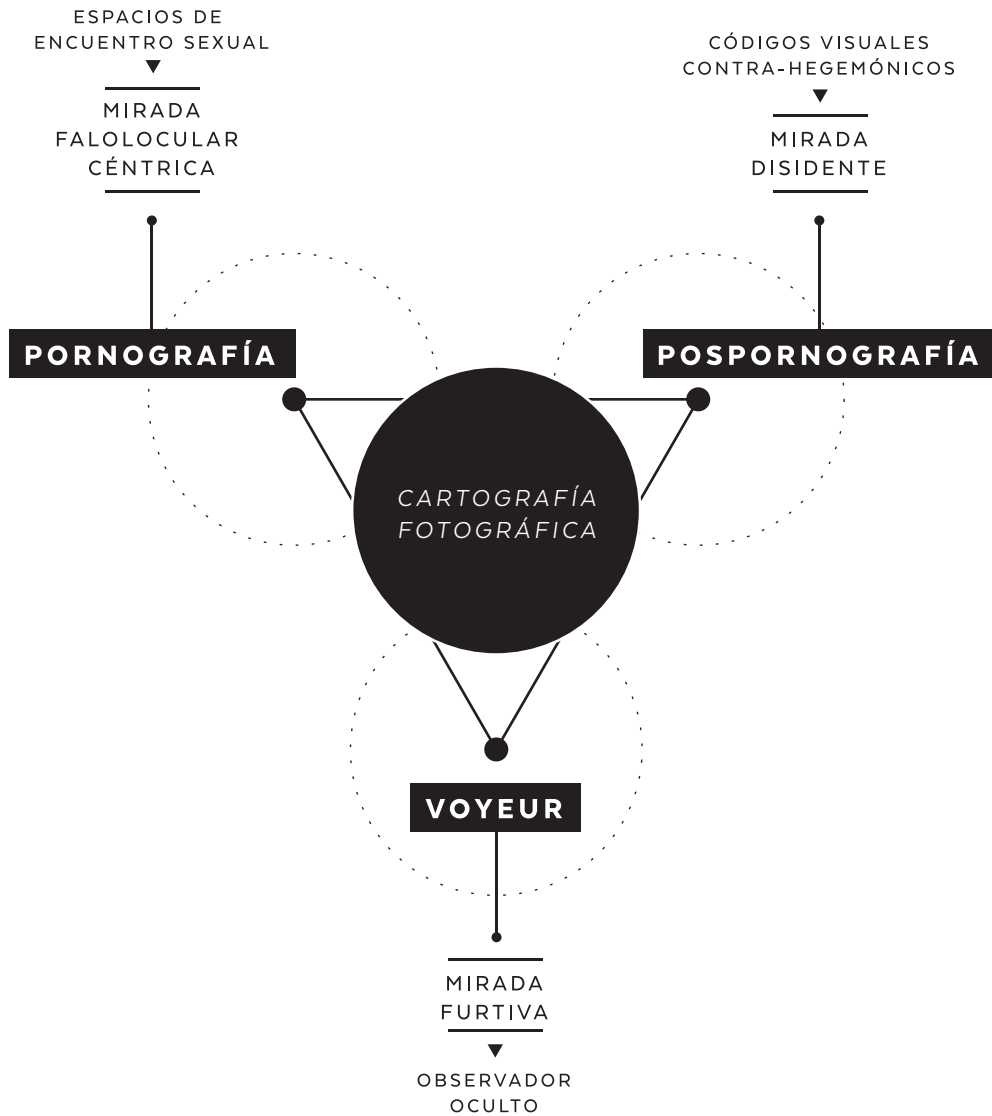 ESPACIOS DE
ENCUENTRO SEXUAL
MIRADA
FALOLOCULAR
CÉNTRICA
PORNOGRAFÍA
CÓDIGOS VISUALES
CONTRA-HEGEMÓNICOS
MIRADA
DISIDENTE
POSPORNOGRAFÍA
CARTOGRAFÍA
FOTOGRÁFICA
VOYEUR
MIRADA
FURTIVA
OBSERVADOR
OCULTO